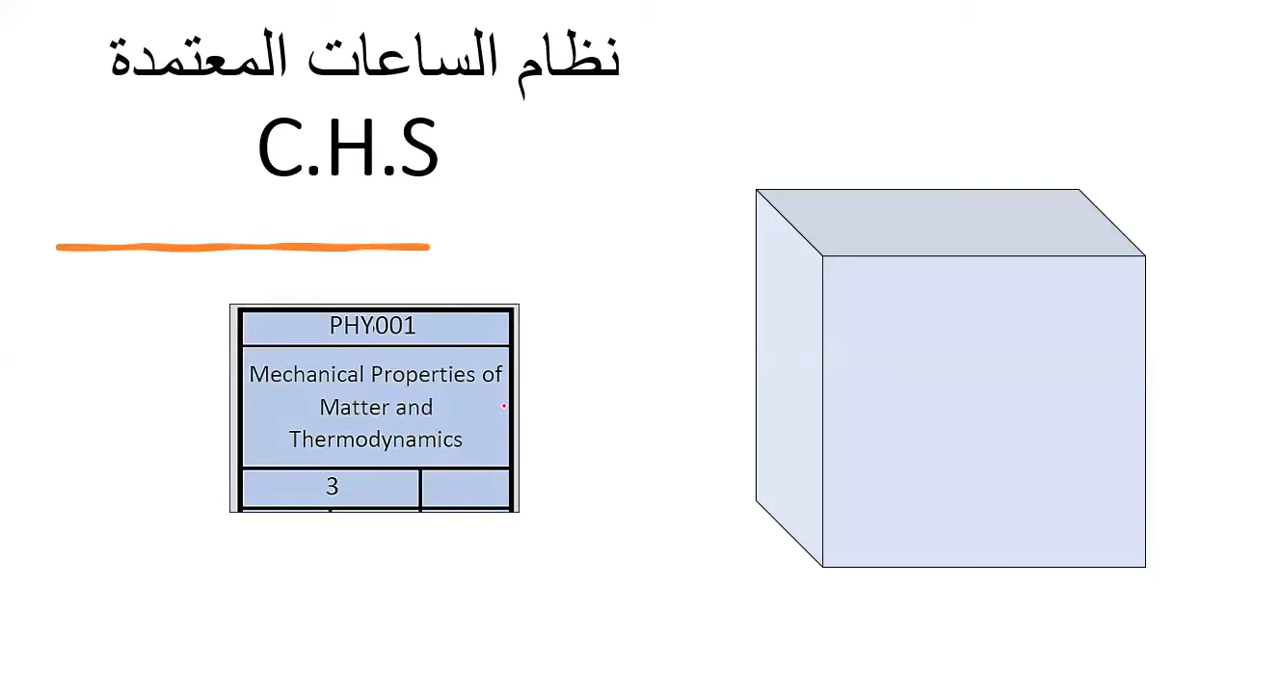 نظام الساعات المعتمدة
C.H.S
PHY001
Mechanical Properties of
Matter and
Thermodynamics
3